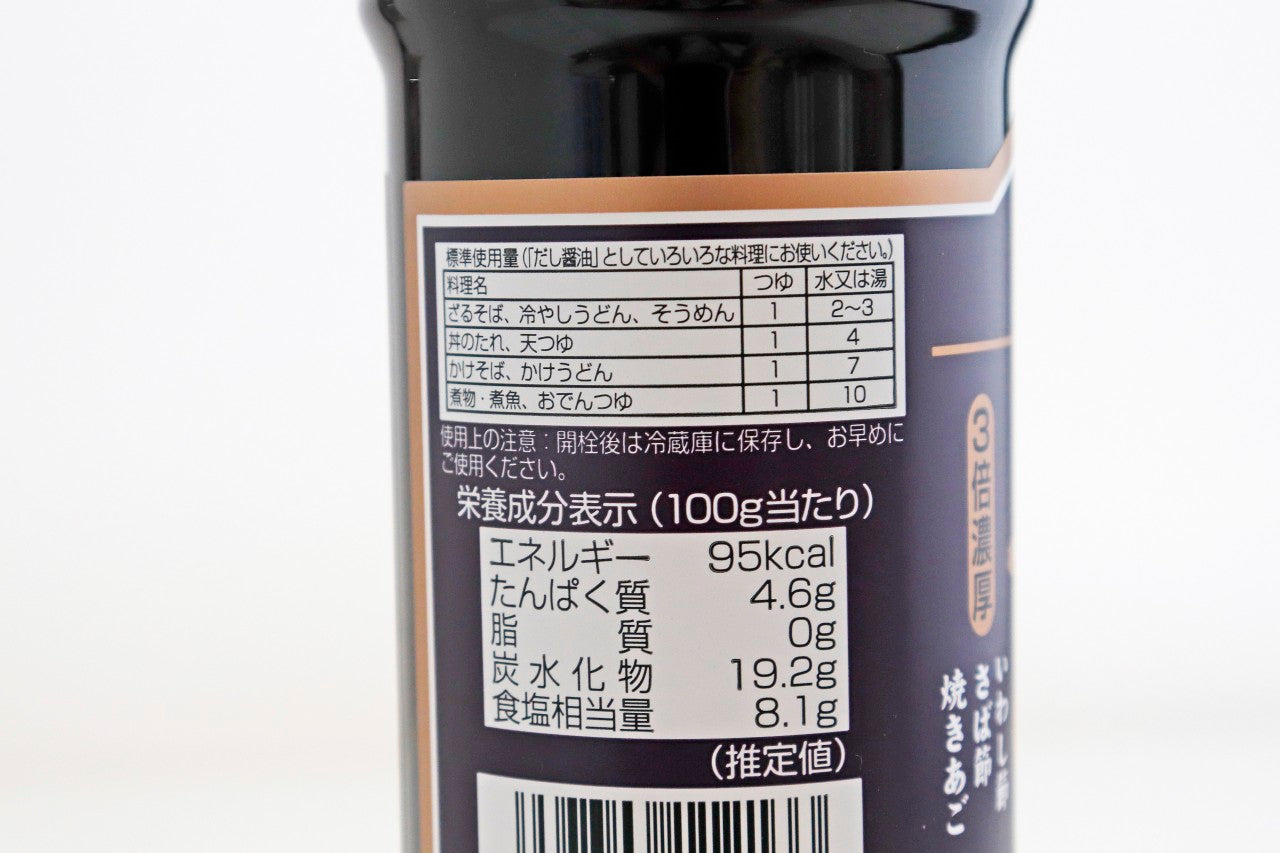 標準使用量(「だし醤油」としていろいろな料理にお使いください。)
料理名 つゆ 水又は湯
ざるそば、冷やしうどん、そうめん 1 2〜3
丼のたれ、天つゆ 1 4
かけそば、かけうどん 1 7
煮物・煮魚、おでんつゆ 1 10
使用上の注意：開栓後は冷蔵庫に保存し、お早めに
ご使用ください。
栄養成分表示(100g当たり)
エネルギー 95kcal
たんぱく質 4.6g
脂質 0g
炭水化物 19.2g
食塩相当量 8.1g
(推定値)
3倍濃厚
いわし節
さば節
焼きあご